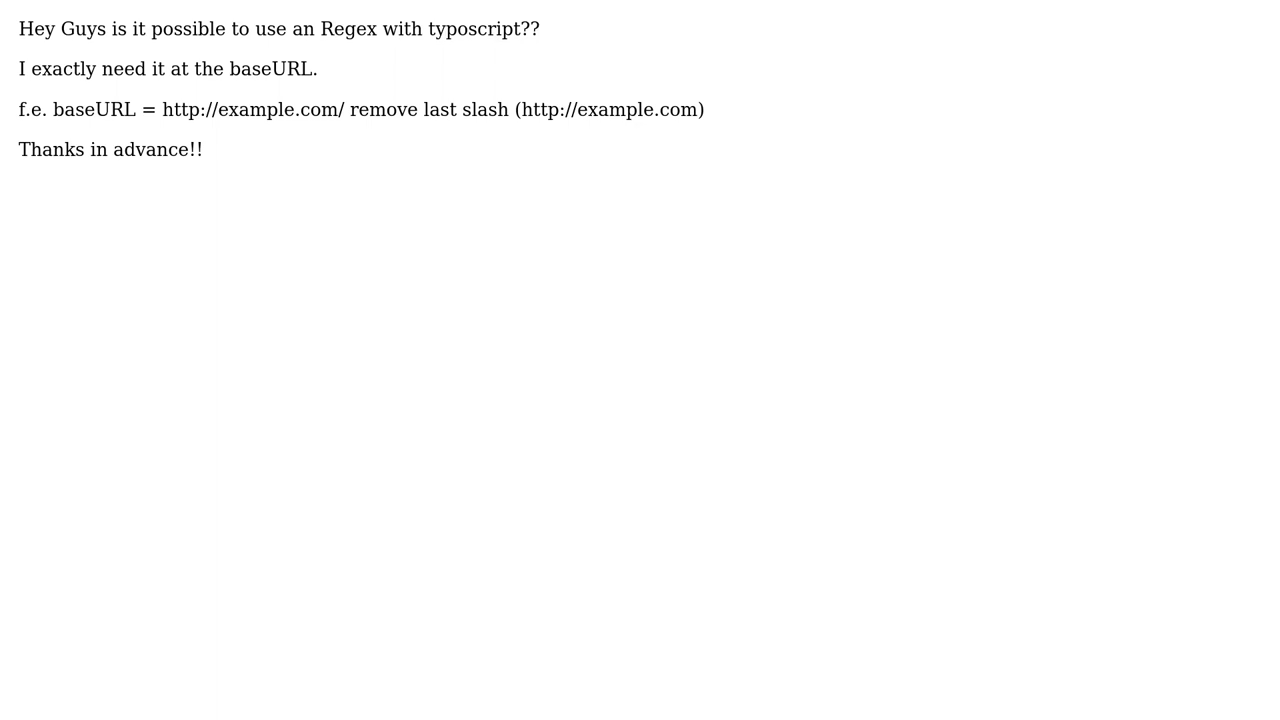 Hey Guys is it possible to use an Regex with typoscript??
I exactly need it at the baseURL.
f.e. baseURL = http://example.com/ remove last slash (http://example.com)
Thanks in advance!!